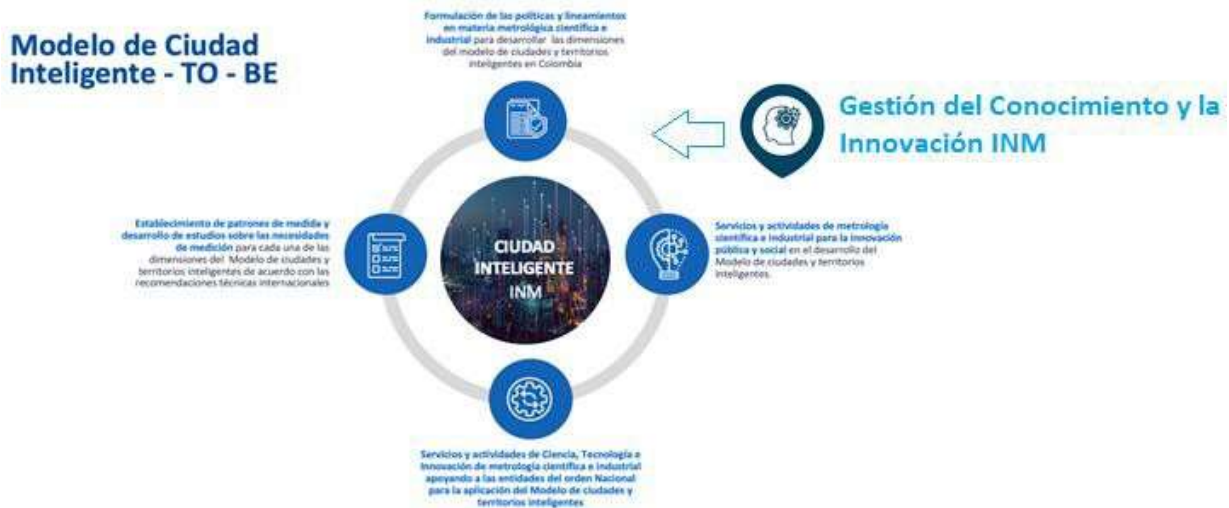 Modelo de Ciudad
Inteligente - TO - BE
Formulación de las políticas y lineamientos
en materia metrológica científica e
industrial para desarrollar las dimensiones
del modelo de ciudades y territorios
inteligentes en Colombia
Gestión del Conocimiento y la
Innovación INM
Establecimiento de patrones de medida y
desarrollo de estudios sobre las necesidades
de medición para cada una de las
dimensiones del Modelo de ciudades y
territorios inteligentes de acuerdo con las
recomendaciones técnicas internacionales
CIUDAD
INTELIGENTE
INM
Servicios y actividades de metrología
científica e industrial para la innovación
pública y social en el desarrollo del
Modelo de ciudades y territorios
inteligentes.
Servicios y actividades de Ciencia, Tecnología e
Innovación de metrología científica e industrial
apoyando a las entidades del orden Nacional
para la aplicación del Modelo de ciudades y
territorios inteligentes